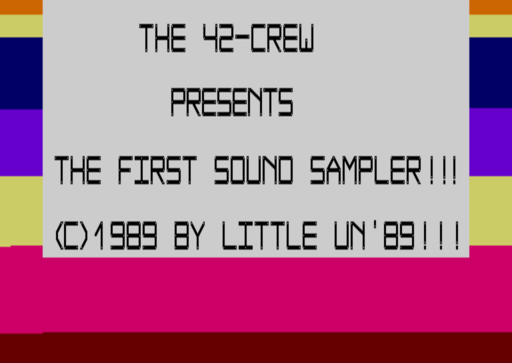 THE 42-CREW
PRESENTS
THE FIRST SOUND SAMPLER!!!
(C)1989 BY LITTLE UN'89!!!